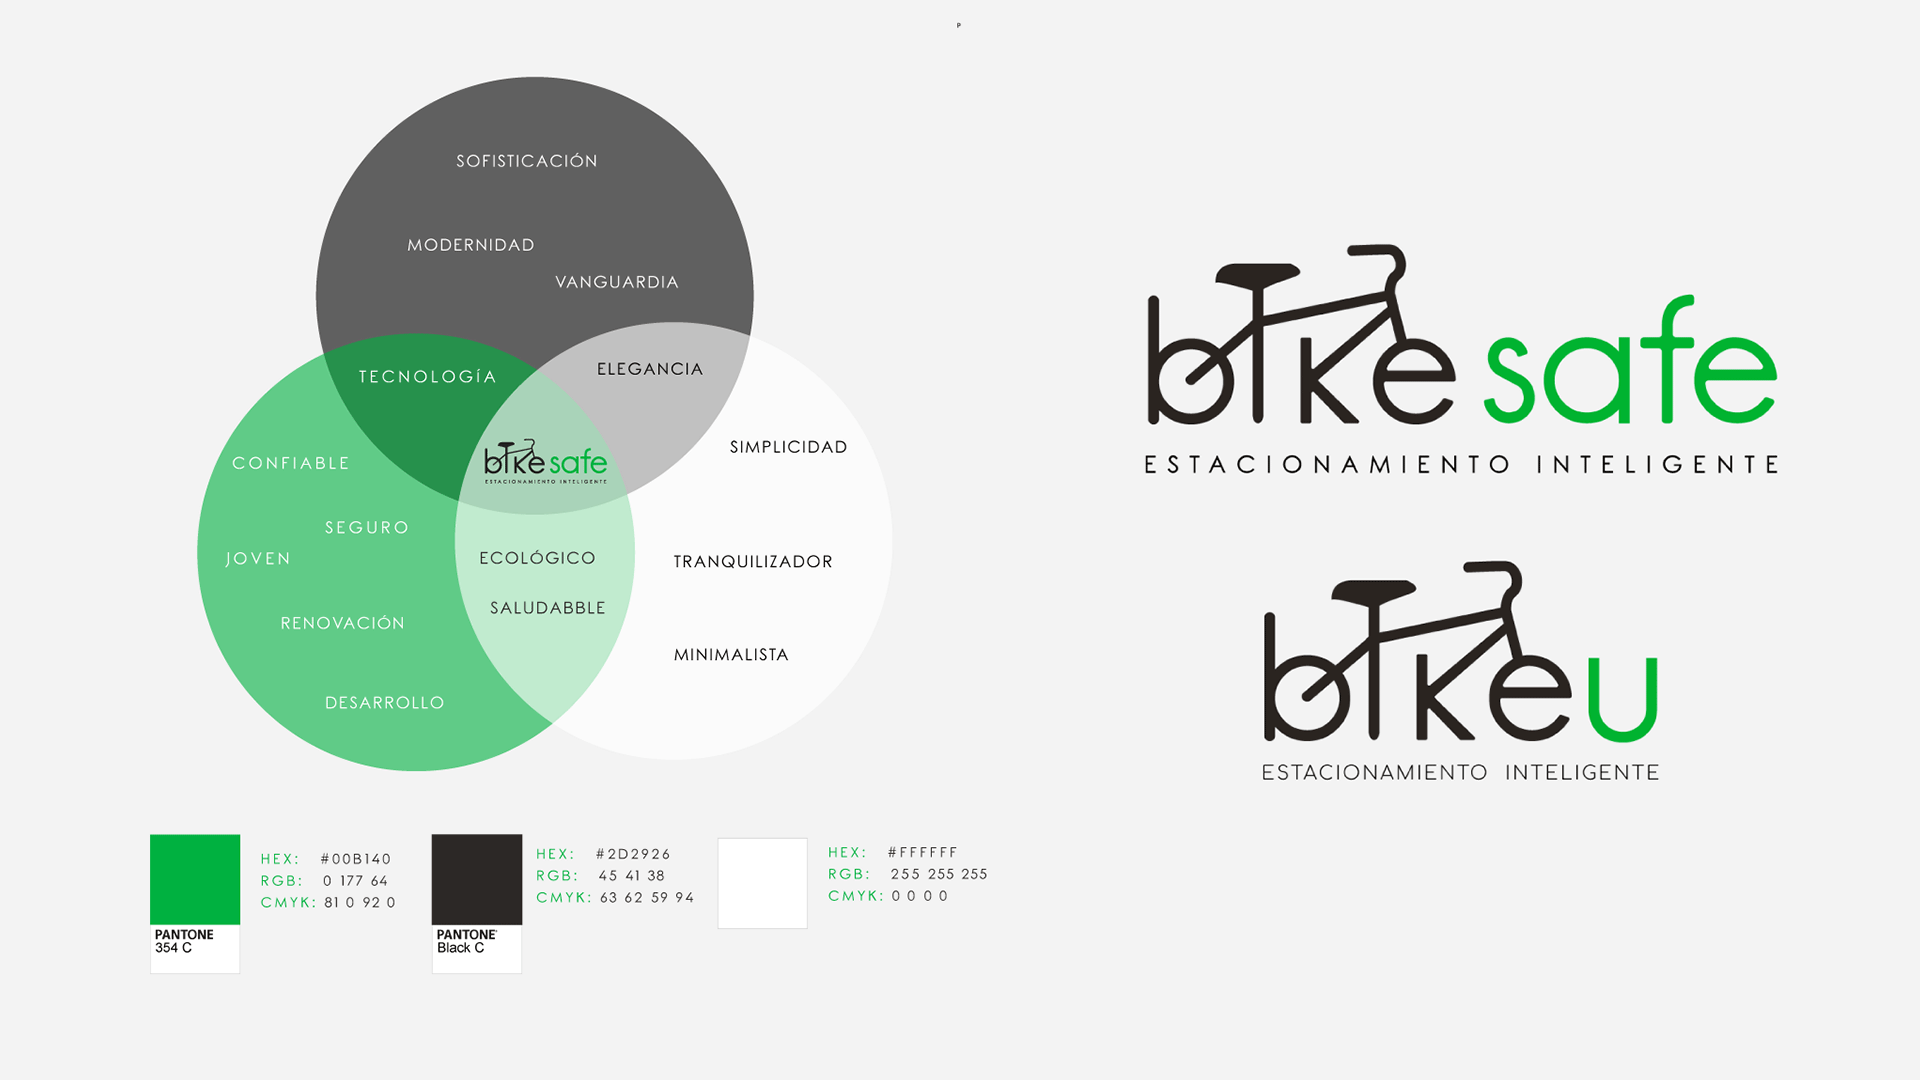 P
SOFISTICACIÓN
MODERNIDAD
VANGUARDIA
TECNOLOGÍA
ELEGANCIA
CONFIABLE
SIMPLICIDAD
bike safe
ESTACIONAMIENTO INTELIGENTE
SEGURO
JOVEN
ECOLÓGICO
TRANQUILIZADOR
SALUDABBLE
RENOVACIÓN
MINIMALISTA
DESARROLLO
bike safe
ESTACIONAMIENTO INTELIGENTE
bikeu
ESTACIONAMIENTO INTELIGENTE
HEX: #00B140
RGB: 0 177 64
CMYK: 81 0 92 0
PANTONE
354 C
HEX: #2D2926
RGB: 45 41 38
CMYK: 63 62 59 94
PANTONE®
Black C
HEX: #FFFFFF
RGB: 255 255 255
CMYK: 0 0 0 0